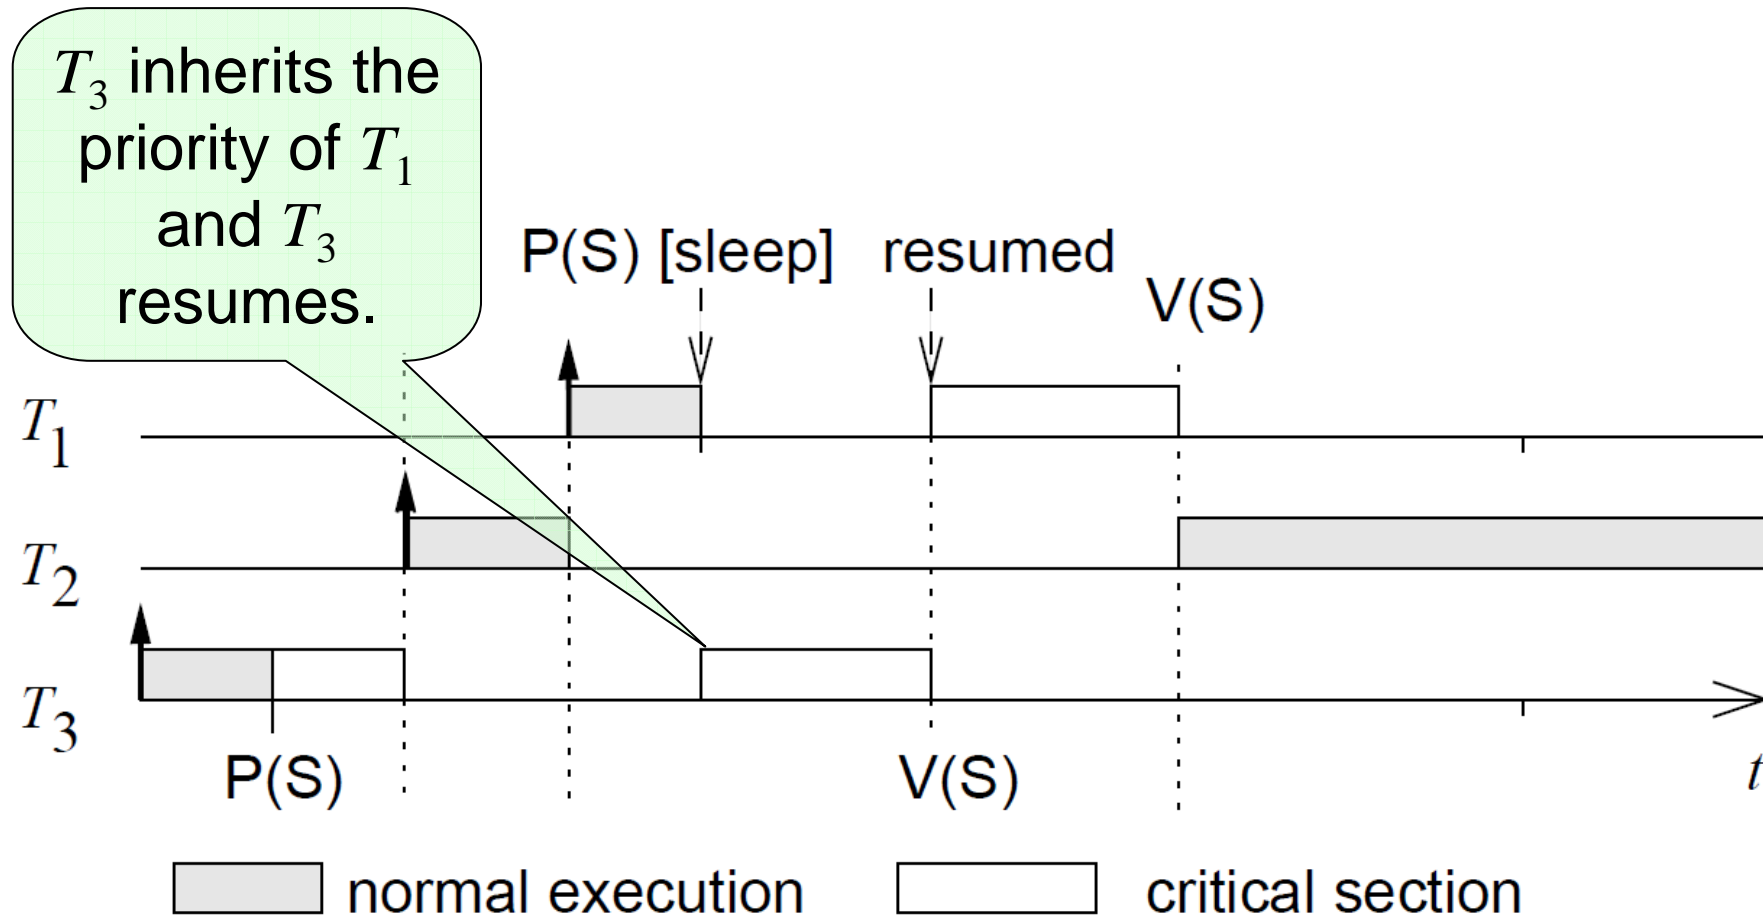 T3 inherits the
priority of T1
and T3
resumes.
P(S) [sleep] resumed
V(S)
T1
T2
T3
P(S)
V(S)
t
normal execution
critical section